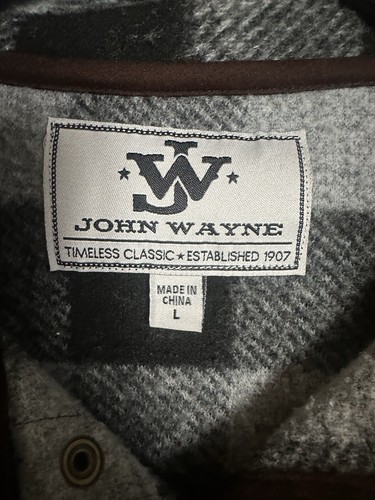 JW
JOHN WAYNE
TIMELESS CLASSIC★ESTABLISHED 1907
MADE IN
CHINA
L